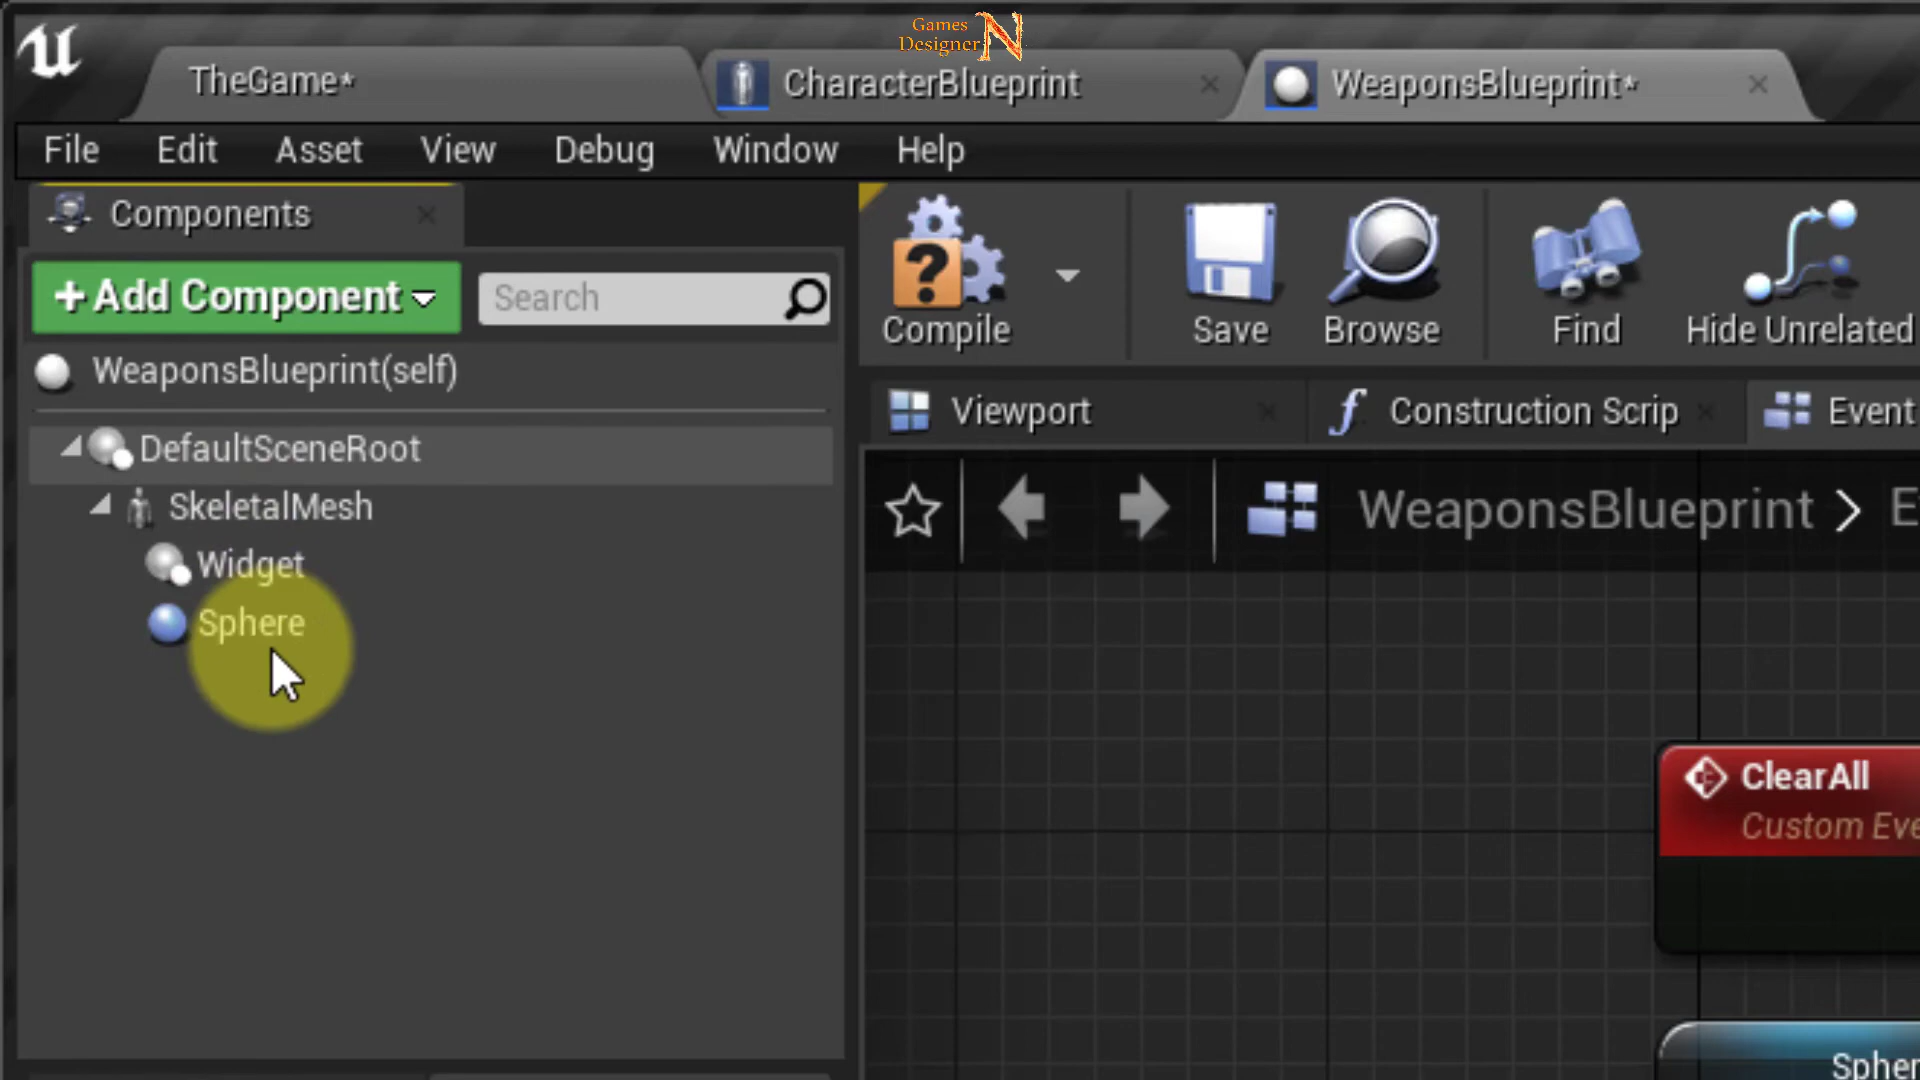 Games
Designer N
TheGame*
CharacterBlueprint
WeaponsBlueprint*
File Edit Asset View Debug Window Help
Components
+ Add Component
Search
Compile
Save
Browse
Find
Hide Unrelated
WeaponsBlueprint(self)
Viewport
Construction Scrip
Event
DefaultSceneRoot
SkeletalMesh
WeaponsBlueprint > E
Widget
Sphere
ClearAll
Custom Eve
Spher